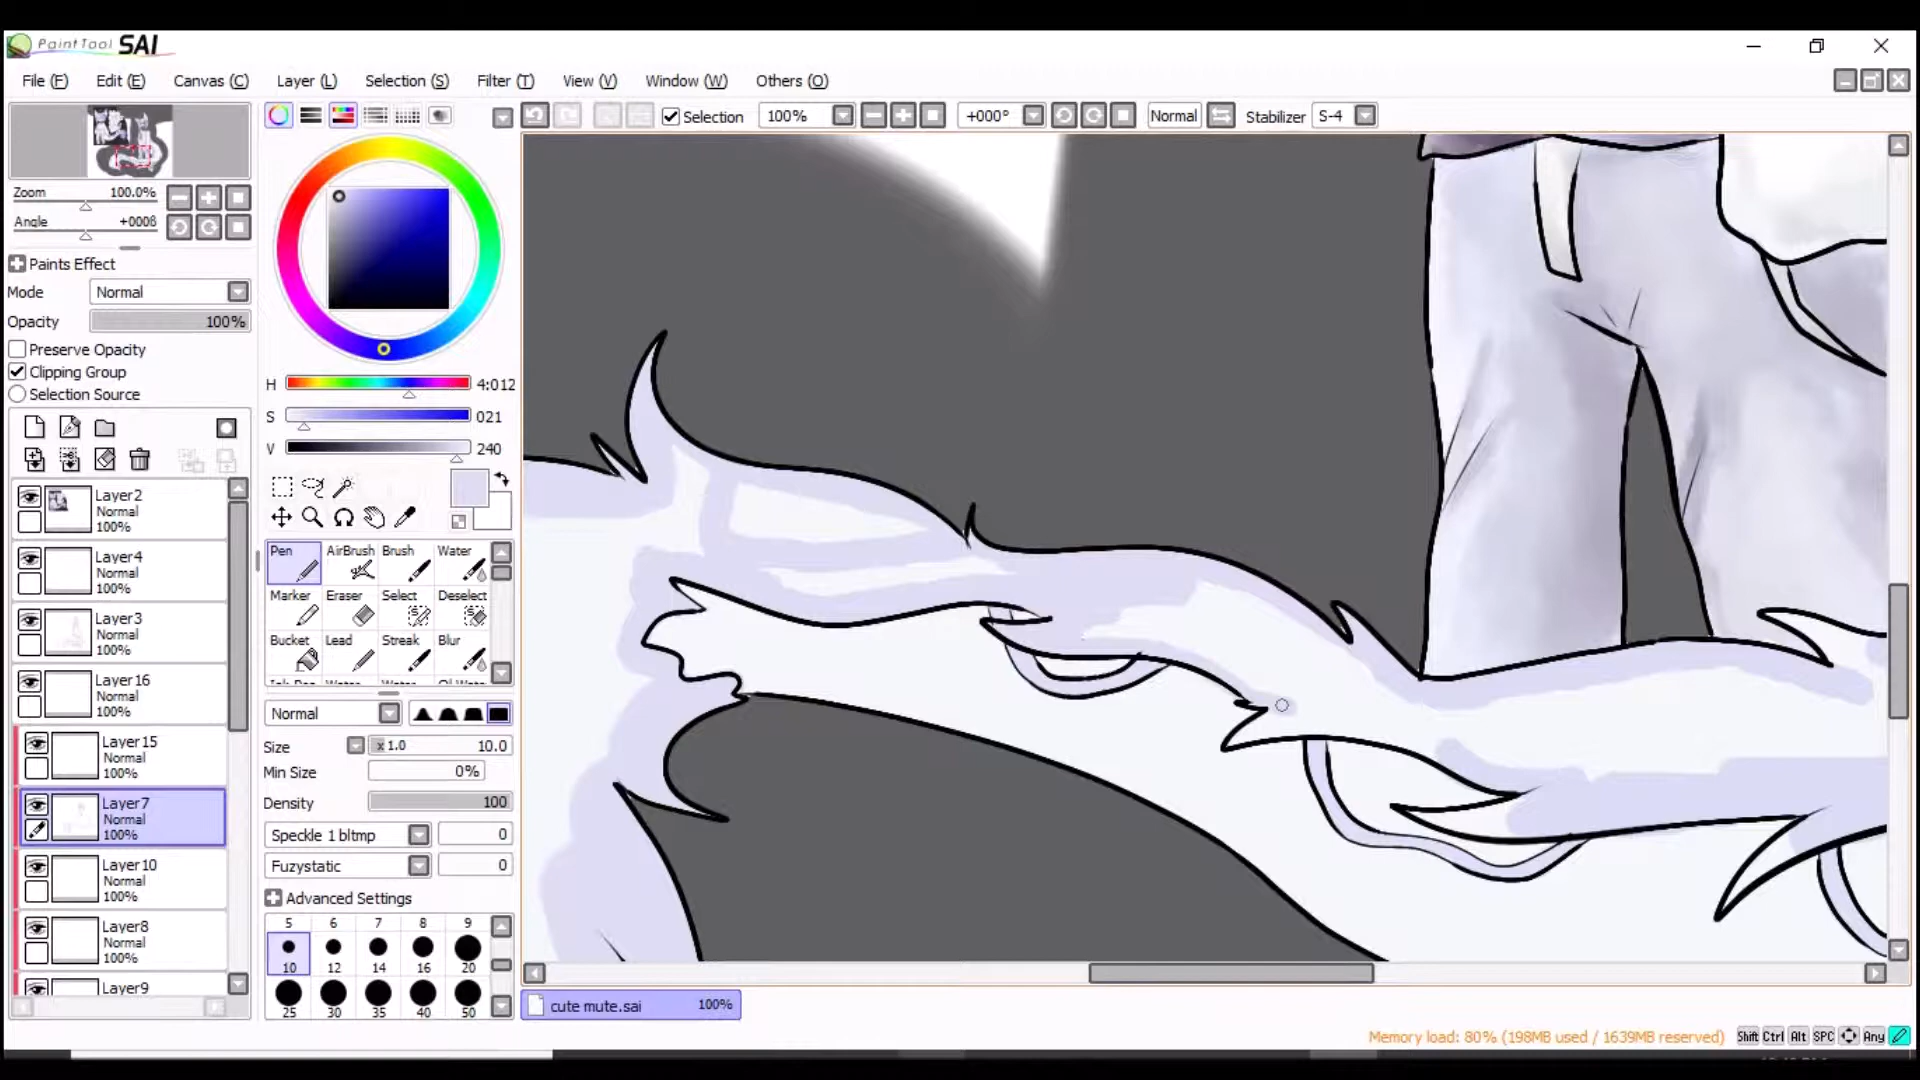 PaintTool SAI
File (F) Edit (E) Canvas (C) Layer (L) Selection (S) Filter (T) View (V) Window (W) Others (O)
Selection 100% +000° Normal Stabilizer S-4
Zoom 100.0%
Angle +000ß
Paints Effect
Mode Normal
Opacity 100%
Preserve Opacity
Clipping Group
Selection Source
Layer2
Normal
100%
Layer4
Normal
100%
Layer3
Normal
100%
Layer16
Normal
100%
Layer15
Normal
100%
Layer7
Normal
100%
Layer10
Normal
100%
Layer8
Normal
100%
Layer9
H 4:012
S 021
V 240
Pen AirBrush Brush Water
Marker Eraser Select Deselect
Bucket Lead Streak Blur
Normal
Size x 1.0 10.0
Min Size 0%
Density 100
Speckle 1 bltmp 0
Fuzystatic 0
Advanced Settings
5 6 7 8 9
10 12 14 16 20
25 30 35 40 50
cute mute.sai 100%
Memory load: 80% (198MB used / 1639MB reserved) Shift Ctrl Alt SPC Any